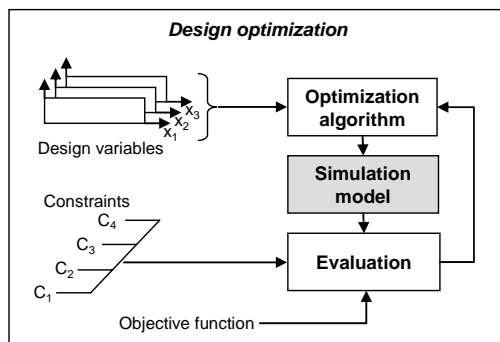 Design optimization
x₃
x₂
x₁
Design variables
Optimization
algorithm
Simulation
model
Constraints
C₄
C₃
C₂
C₁
Evaluation
Objective function